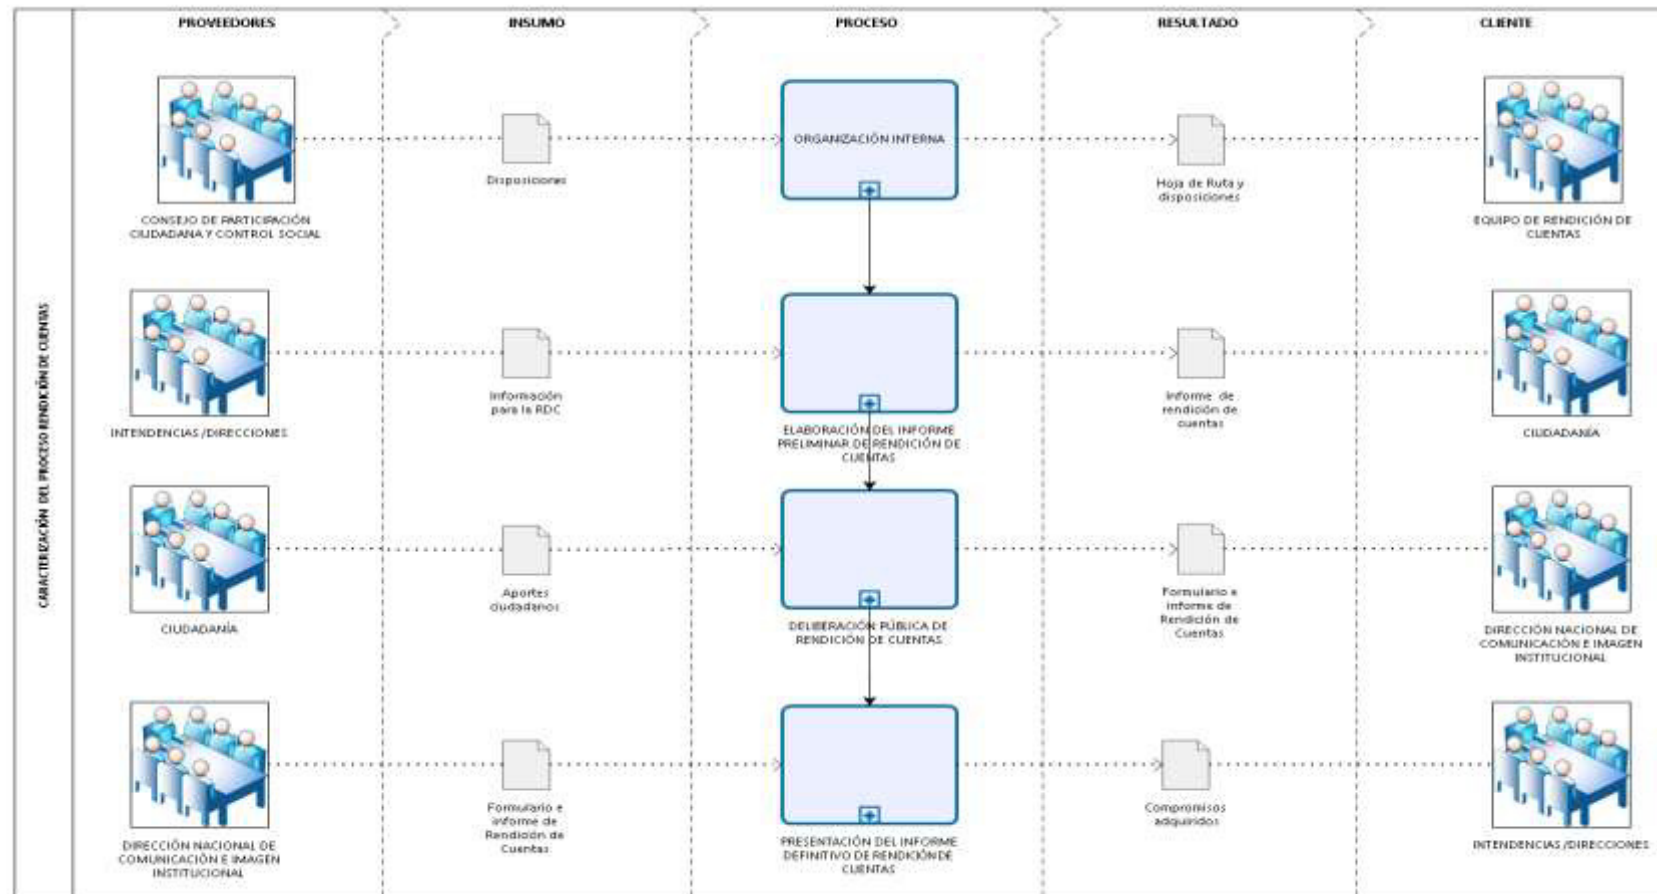 PROVEEDORES
INSUMO
PROCESO
RESULTADO
CLIENTE
CARACTERIZACIÓN DEL PROCESO RENDICIÓN DE CUENTAS
CONSEJO DE PARTICIPACIÓN
CIUDADANA Y CONTROL SOCIAL
Disposiciones
ORGANIZACIÓN INTERNA
Hoja de Ruta y
disposiciones
EQUIPO DE RENDICIÓN DE
CUENTAS
INTENDENCIAS /DIRECCIONES
Información
para la RDC
ELABORACIÓN DEL INFORME
PRELIMINAR DE RENDICIÓN DE
CUENTAS
Informe de
rendición de
cuentas
CIUDADANÍA
CIUDADANÍA
Aportes
ciudadanos
DELIBERACIÓN PÚBLICA DE
RENDICIÓN DE CUENTAS
Formulario e
informe de
Rendición de
Cuentas
DIRECCIÓN NACIONAL DE
COMUNICACIÓN E IMAGEN
INSTITUCIONAL
DIRECCIÓN NACIONAL DE
COMUNICACIÓN E IMAGEN
INSTITUCIONAL
Formulario e
informe de
Rendición de
Cuentas
PRESENTACIÓN DEL INFORME
DEFINITIVO DE RENDICIÓN DE
CUENTAS
Compromisos
adquiridos
INTENDENCIAS /DIRECCIONES